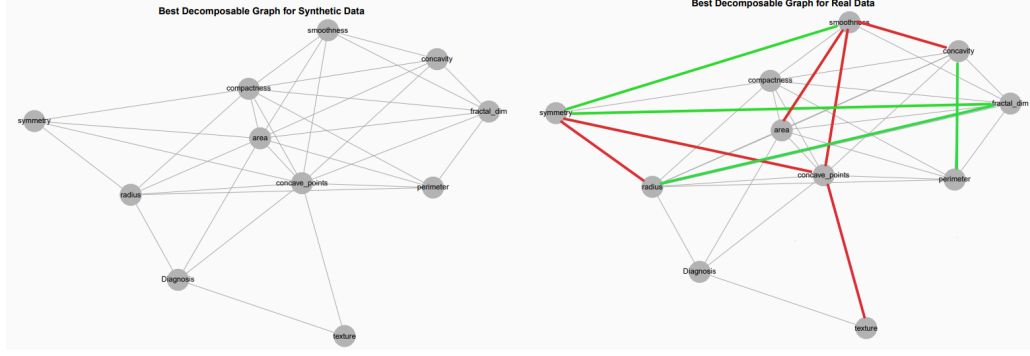 Best Decomposable Graph for Synthetic Data
smoothness
concavity
compactness
fractal_dim
symmetry
area
concave_points
radius
perimeter
Diagnosis
texture
Best Decomposable Graph for Real Data
smoothness
concavity
compactness
fractal_dim
symmetry
area
concave_points
radius
perimeter
Diagnosis
texture